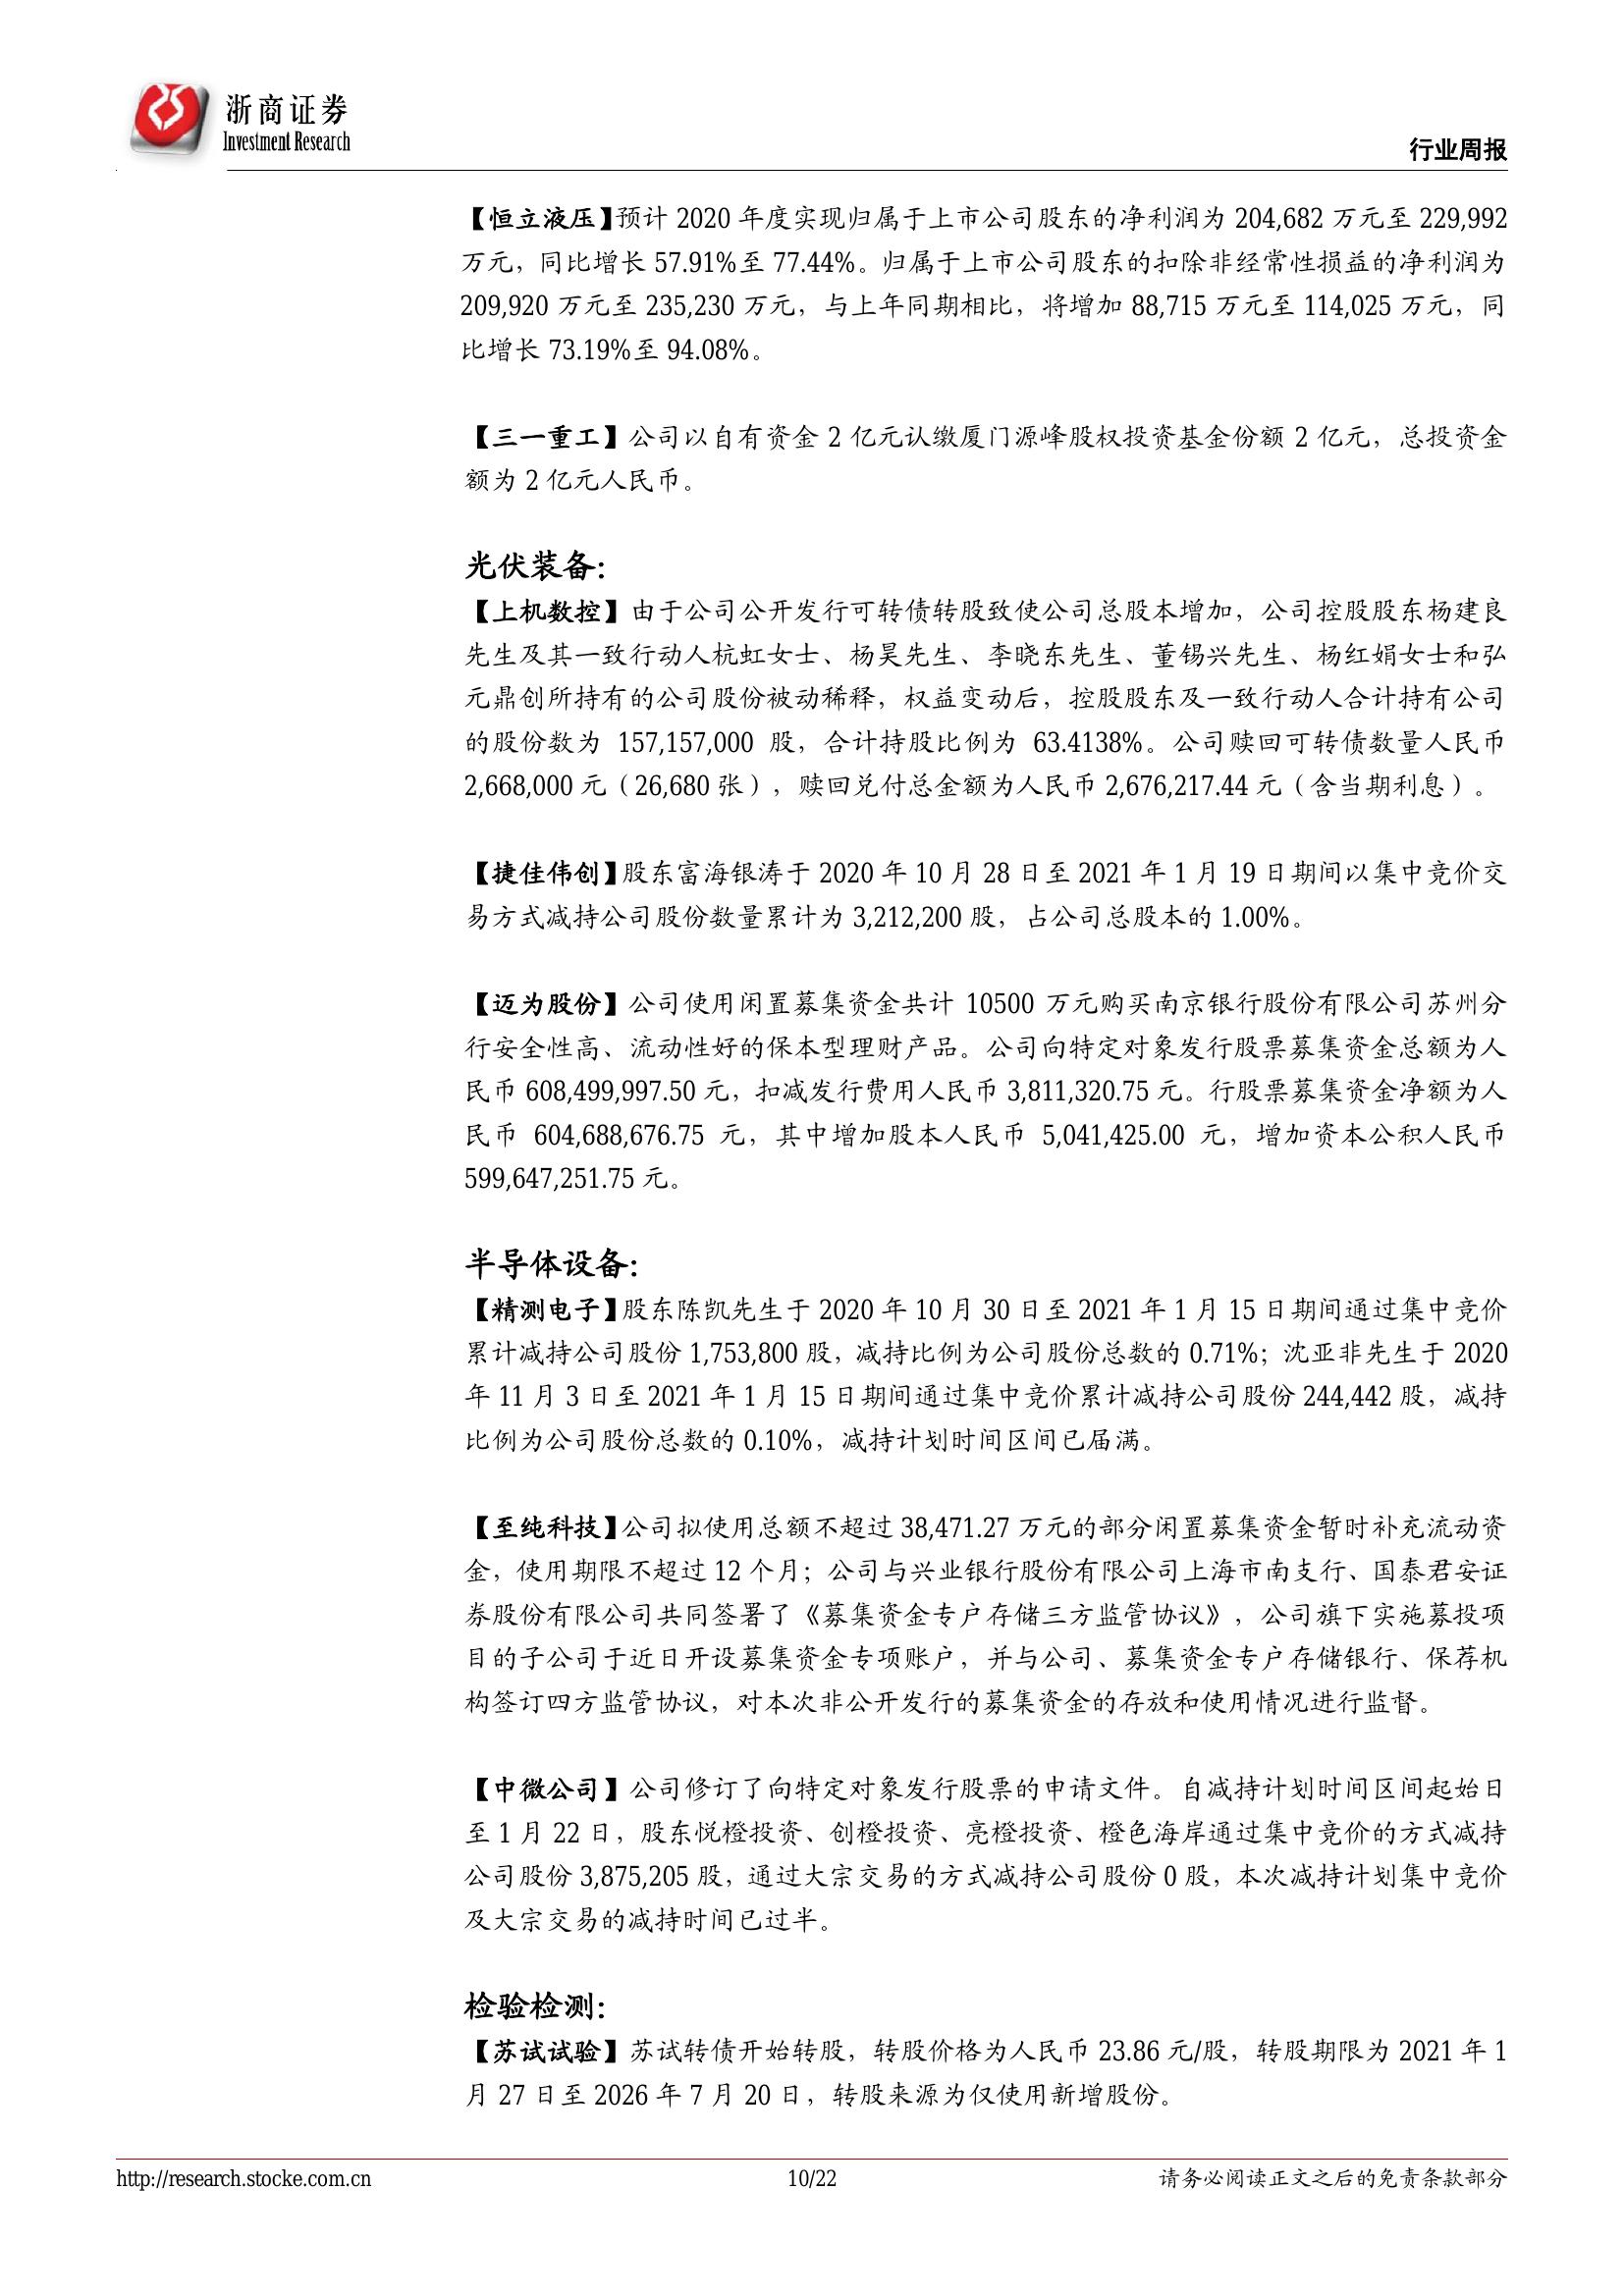 浙商证券
Investment Research
行业周报
【恒立液压】预计 2020 年度实现归属于上市公司股东的净利润为 204,682 万元至 229,992
万元，同比增长 57.91%至 77.44%。归属于上市公司股东的扣除非经常性损益的净利润为
209,920 万元至 235,230 万元，与上年同期相比，将增加 88,715 万元至 114,025 万元，同
比增长 73.19%至 94.08%。
【三一重工】公司以自有资金 2 亿元认缴厦门源峰股权投资基金份额 2 亿元，总投资金
额为 2 亿元人民币。
光伏装备：
【上机数控】由于公司公开发行可转债转股致使公司总股本增加，公司控股股东杨建良
先生及其一致行动人杭虹女士、杨昊先生、李晓东先生、董锡兴先生、杨红娟女士和弘
元鼎创所持有的公司股份被动稀释，权益变动后，控股股东及一致行动人合计持有公司
的股份数为 157,157,000 股，合计持股比例为 63.4138%。公司赎回可转债数量人民币
2,668,000 元（26,680 张），赎回兑付总金额为人民币 2,676,217.44 元（含当期利息）。
【捷佳伟创】股东富海银涛于 2020 年 10 月 28 日至 2021 年 1 月 19 日期间以集中竞价交
易方式减持公司股份数量累计为 3,212,200 股，占公司总股本的 1.00%。
【迈为股份】公司使用闲置募集资金共计 10500 万元购买南京银行股份有限公司苏州分
行安全性高、流动性好的保本型理财产品。公司向特定对象发行股票募集资金总额为人
民币 608,499,997.50 元，扣减发行费用人民币 3,811,320.75 元。行股票募集资金净额为人
民币 604,688,676.75 元，其中增加股本人民币 5,041,425.00 元，增加资本公积人民币
599,647,251.75 元。
半导体设备：
【精测电子】股东陈凯先生于 2020 年 10 月 30 日至 2021 年 1 月 15 日期间通过集中竞价
累计减持公司股份 1,753,800 股，减持比例为公司股份总数的 0.71%；沈亚非先生于 2020
年 11 月 3 日至 2021 年 1 月 15 日期间通过集中竞价累计减持公司股份 244,442 股，减持
比例为公司股份总数的 0.10%，减持计划时间区间已届满。
【至纯科技】公司拟使用总额不超过 38,471.27 万元的部分闲置募集资金暂时补充流动资
金，使用期限不超过 12 个月；公司与兴业银行股份有限公司上海市南支行、国泰君安证
券股份有限公司共同签署了《募集资金专户存储三方监管协议》，公司旗下实施募投项
目的子公司于近日开设募集资金专项账户，并与公司、募集资金专户存储银行、保荐机
构签订四方监管协议，对本次非公开发行的募集资金的存放和使用情况进行监督。
【中微公司】公司修订了向特定对象发行股票的申请文件。自减持计划时间区间起始日
至 1 月 22 日，股东悦橙投资、创橙投资、亮橙投资、橙色海岸通过集中竞价的方式减持
公司股份 3,875,205 股，通过大宗交易的方式减持公司股份 0 股，本次减持计划集中竞价
及大宗交易的减持时间已过半。
检验检测：
【苏试试验】苏试转债开始转股，转股价格为人民币 23.86 元/股，转股期限为 2021 年 1
月 27 日至 2026 年 7 月 20 日，转股来源为仅使用新增股份。
http://research.stocke.com.cn
10/22
请务必阅读正文之后的免责条款部分